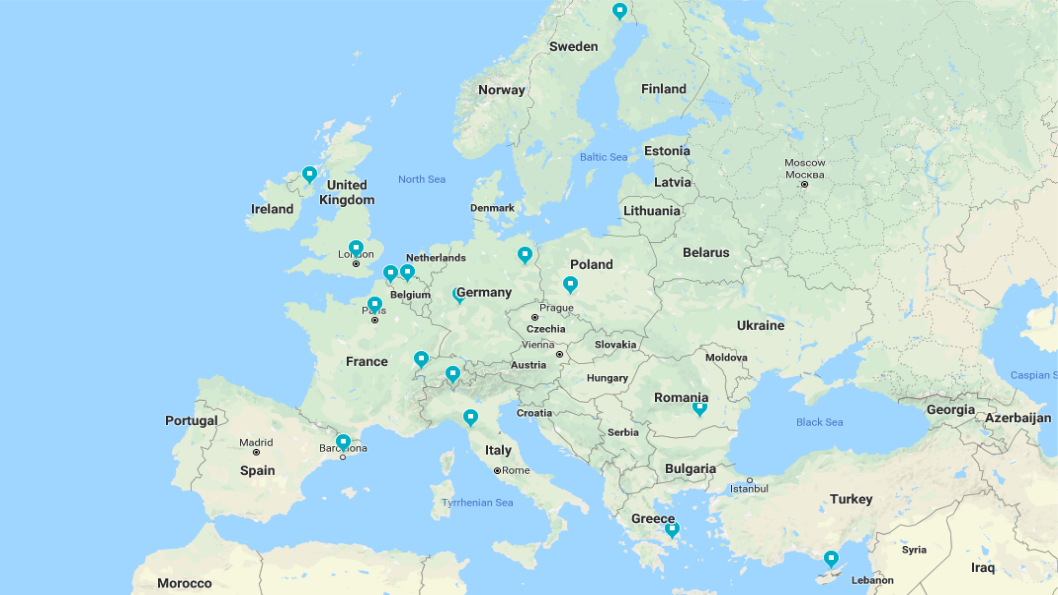 Sweden
Norway
Finland
Estonia
Baltic Sea
Moscow
Москва
North Sea
Latvia
United
Kingdom
Ireland
Denmark
Lithuania
Belarus
London
Netherlands
Poland
Belgium
Germany
Paris
Prague
Czechia
Ukraine
Vienna
Slovakia
France
Austria
Moldova
Hungary
Caspian S
Romania
Georgia
Azerbaijan
Croatia
Portugal
Black Sea
Serbia
Madrid
Barcelona
Italy
Spain
Rome
Bulgaria
Istanbul
Tyrrhenian Sea
Turkey
Greece
Syria
Iraq
Morocco
Lebanon